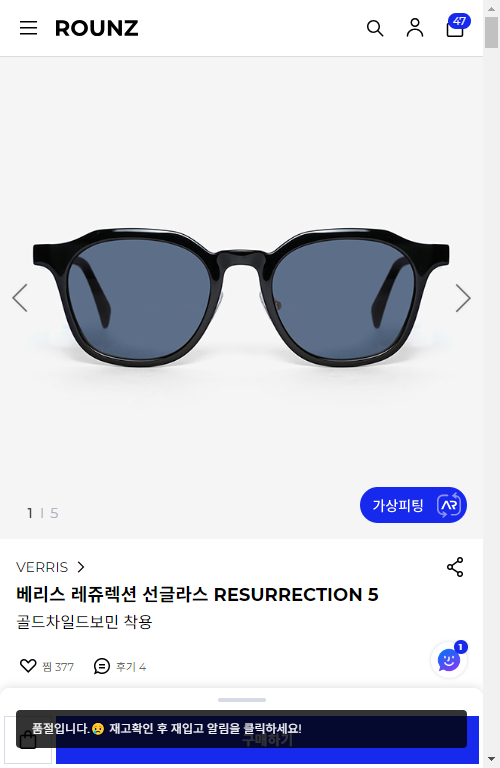 ROUNZ
47
1 | 5
가상피팅 AR
VERRIS
베리스 레쥬렉션 선글라스 RESURRECTION 5
골드차일드보민 착용
찜 377 후기 4
1
품절입니다.😥 재고확인 후 재입고 알림을 클릭하세요!
구매하기